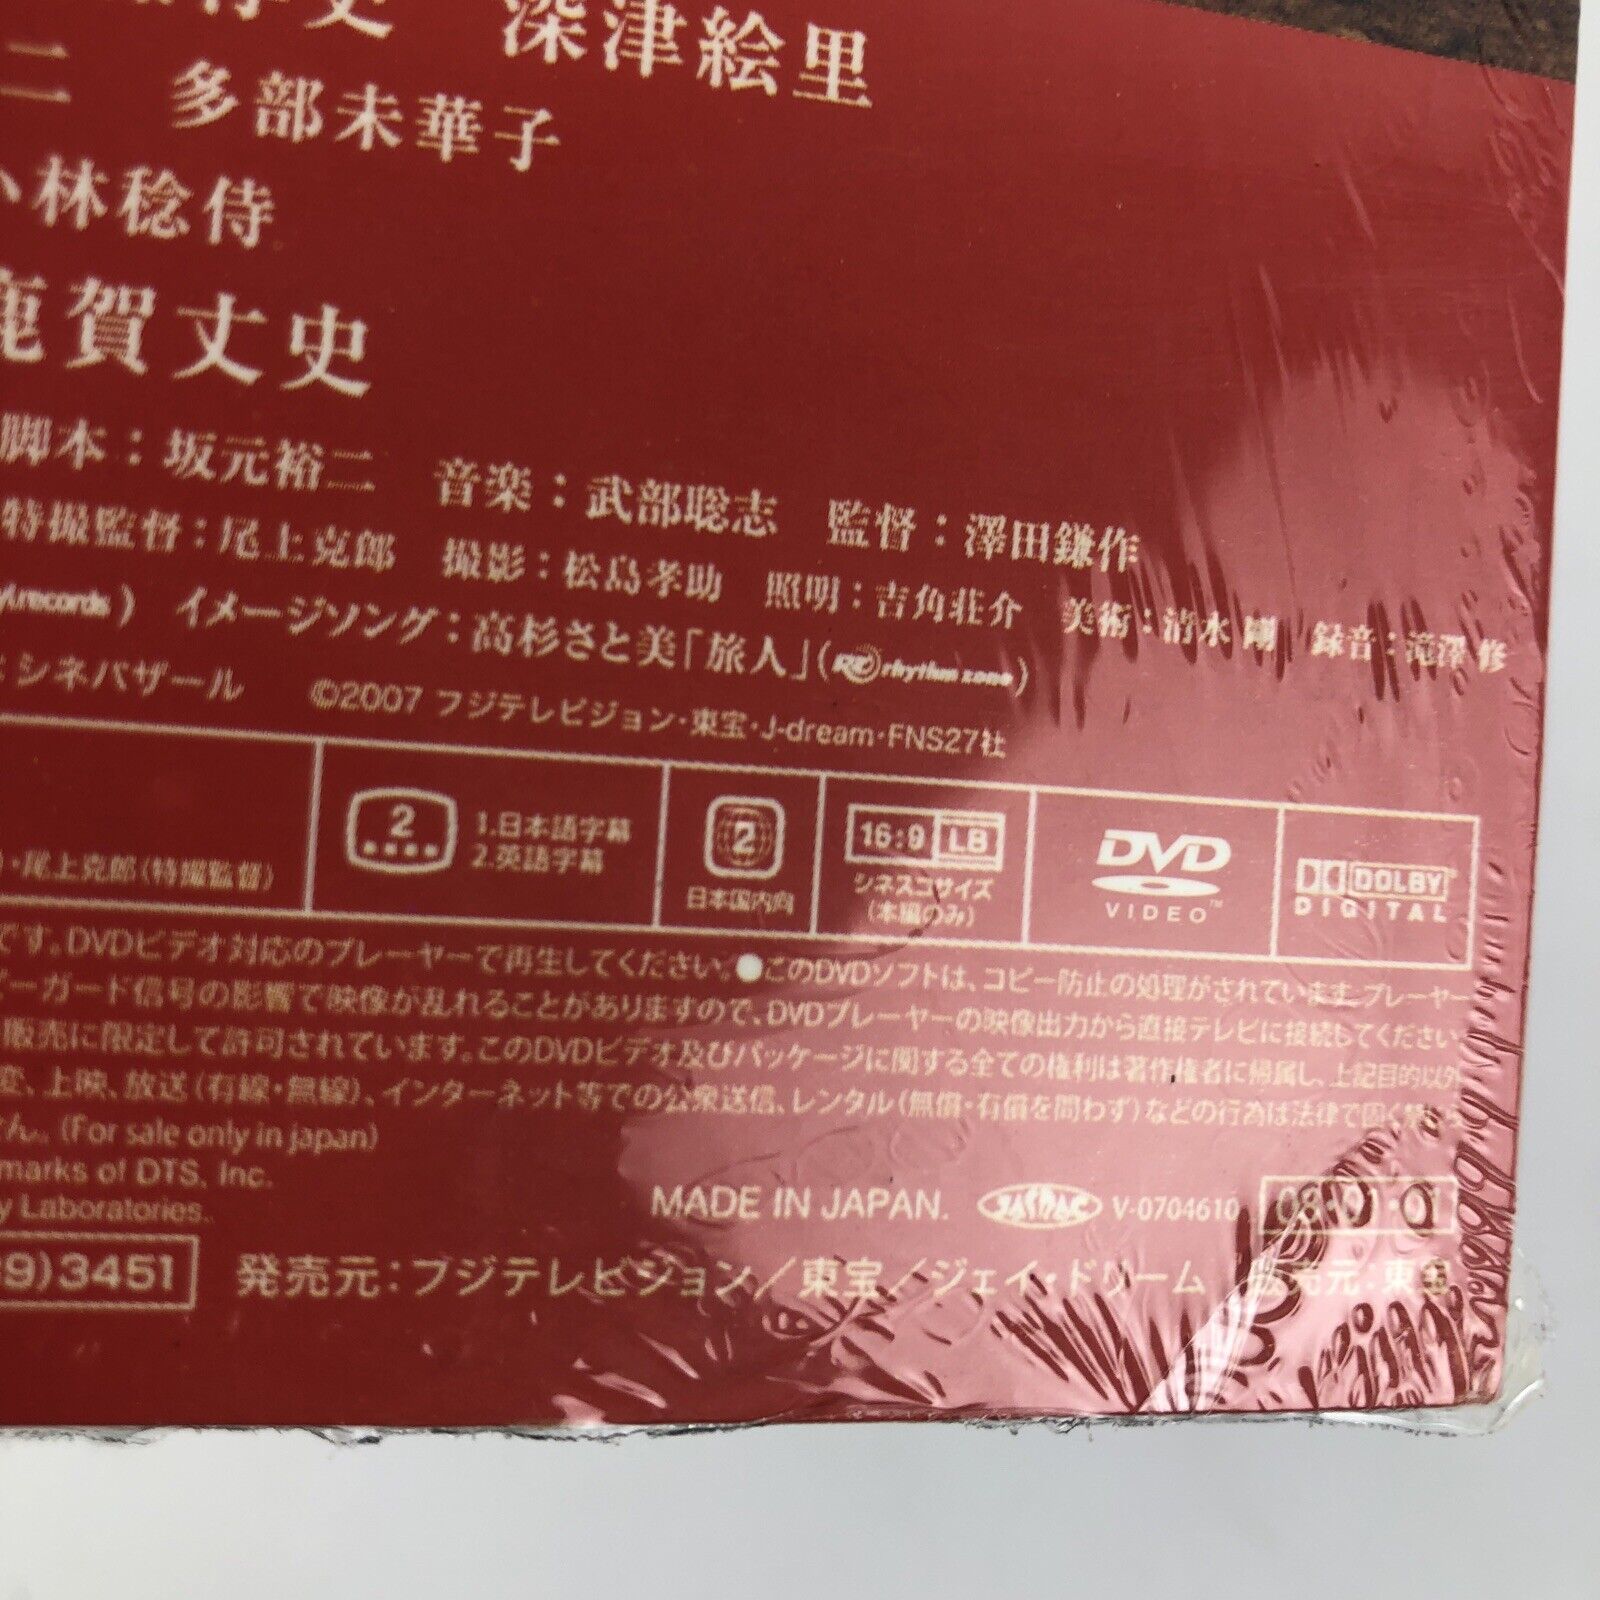 深津絵里
二 多部未華子
小林稔侍
鹿賀丈史
脚本：坂元裕二 音楽：武部聡志 監督：澤田鎌作
特撮監督：尾上克郎 撮影：松島孝助 照明：吉角荘介 美術：清水 剛 録音：滝澤 修
records) イメージソング：高杉さと美「旅人」(rhythm zone)
シネバザール ©2007 フジテレビジョン・東宝・J-dream・FNS27社
・尾上克郎(特撮監督)
2 1.日本語字幕
2.英語字幕
2
日本国内向
16:9 LB
シネスコサイズ
(本編のみ)
DVD
VIDEO™
DOLBY
DIGITAL
です。DVDビデオ対応のプレーヤーで再生してください。●このDVDソフトは、コピー防止の処理がされています。プレーヤー
ピーガード信号の影響で映像が乱れることがありますので、DVDプレーヤーの映像出力から直接テレビに接続してください。
販売に限定して許可されています。このDVDビデオ及びパッケージに関する全ての権利は著作権者に帰属し、上記目的以外
変、上映、放送(有線・無線)、インターネット等での公衆送信、レンタル(無償・有償を問わず)などの行為は法律で固く禁
せん。(For sale only in japan)
marks of DTS, Inc.
y Laboratories.
MADE IN JAPAN. V-0704610
9)3451 発売元：フジテレビジョン／東宝／ジェイ・ドリーム 販売元：東宝